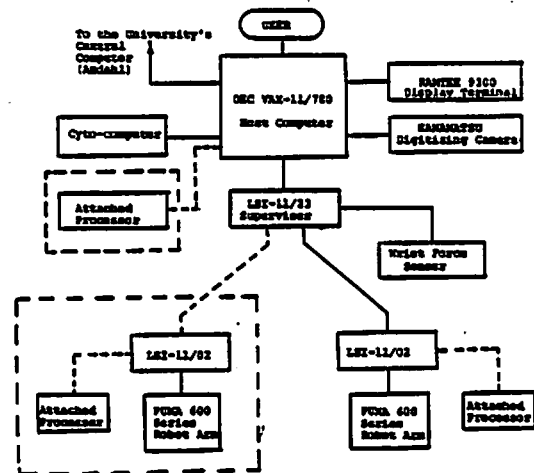 USER
To the University's
Central
Computer
(Amdahl)
DEC VAX-11/780
Host Computer
RAMTEK 9300
Display Terminal
Cyto-computer
HAMAMATSU
Digitizing Camera
Attached
Processor
LSI-11/23
Supervisor
Wrist Force
Sensor
LSI-11/02
LSI-11/02
Attached
Processor
PUMA 600
Series
Robot Arm
PUMA 600
Series
Robot Arm
Attached
Processor